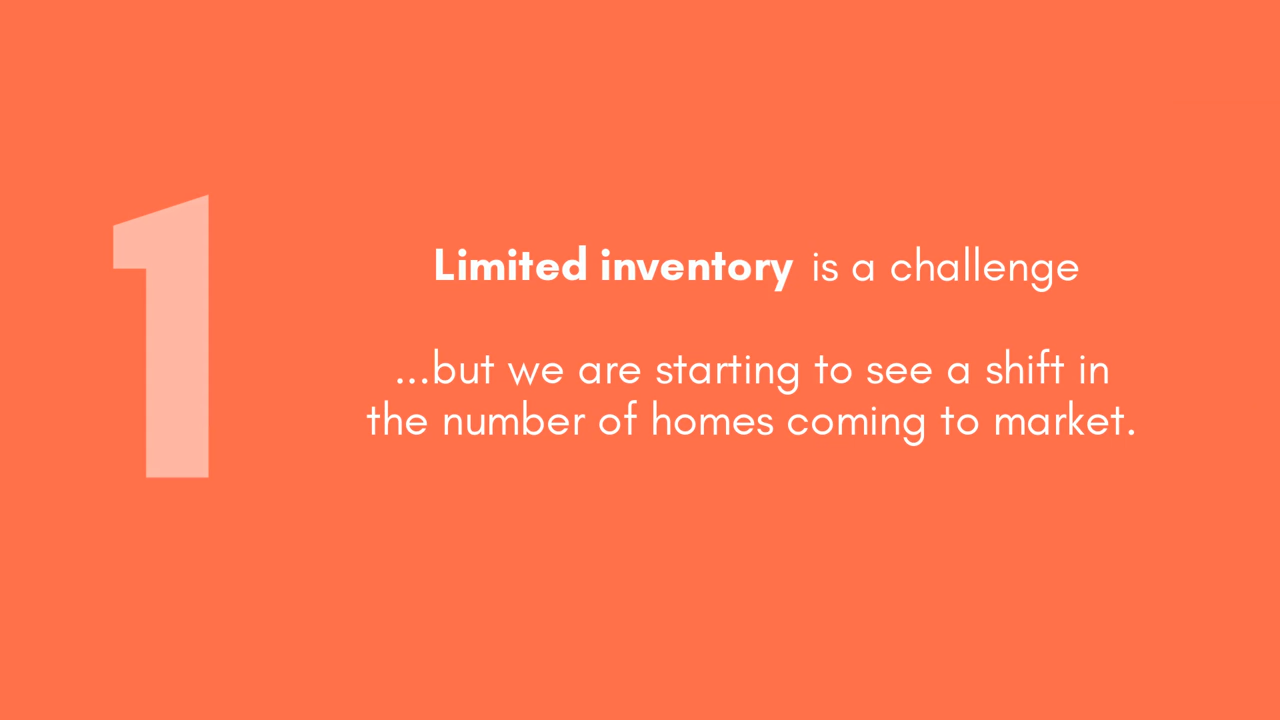 1
Limited inventory is a challenge
...but we are starting to see a shift in
the number of homes coming to market.